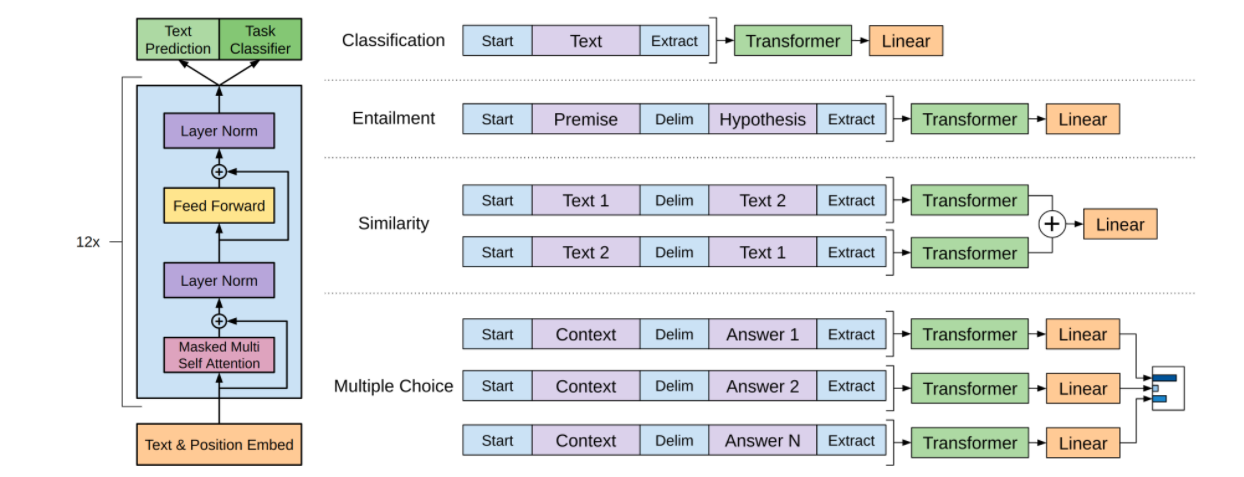 Text
Prediction
Task
Classifier
12x
Layer Norm
Feed Forward
Layer Norm
Masked Multi
Self Attention
Text & Position Embed
Classification
Start Text Extract Transformer Linear
Entailment
Start Premise Delim Hypothesis Extract Transformer Linear
Similarity
Start Text 1 Delim Text 2 Extract Transformer
Start Text 2 Delim Text 1 Extract Transformer
+ Linear
Multiple Choice
Start Context Delim Answer 1 Extract Transformer Linear
Start Context Delim Answer 2 Extract Transformer Linear
Start Context Delim Answer N Extract Transformer Linear